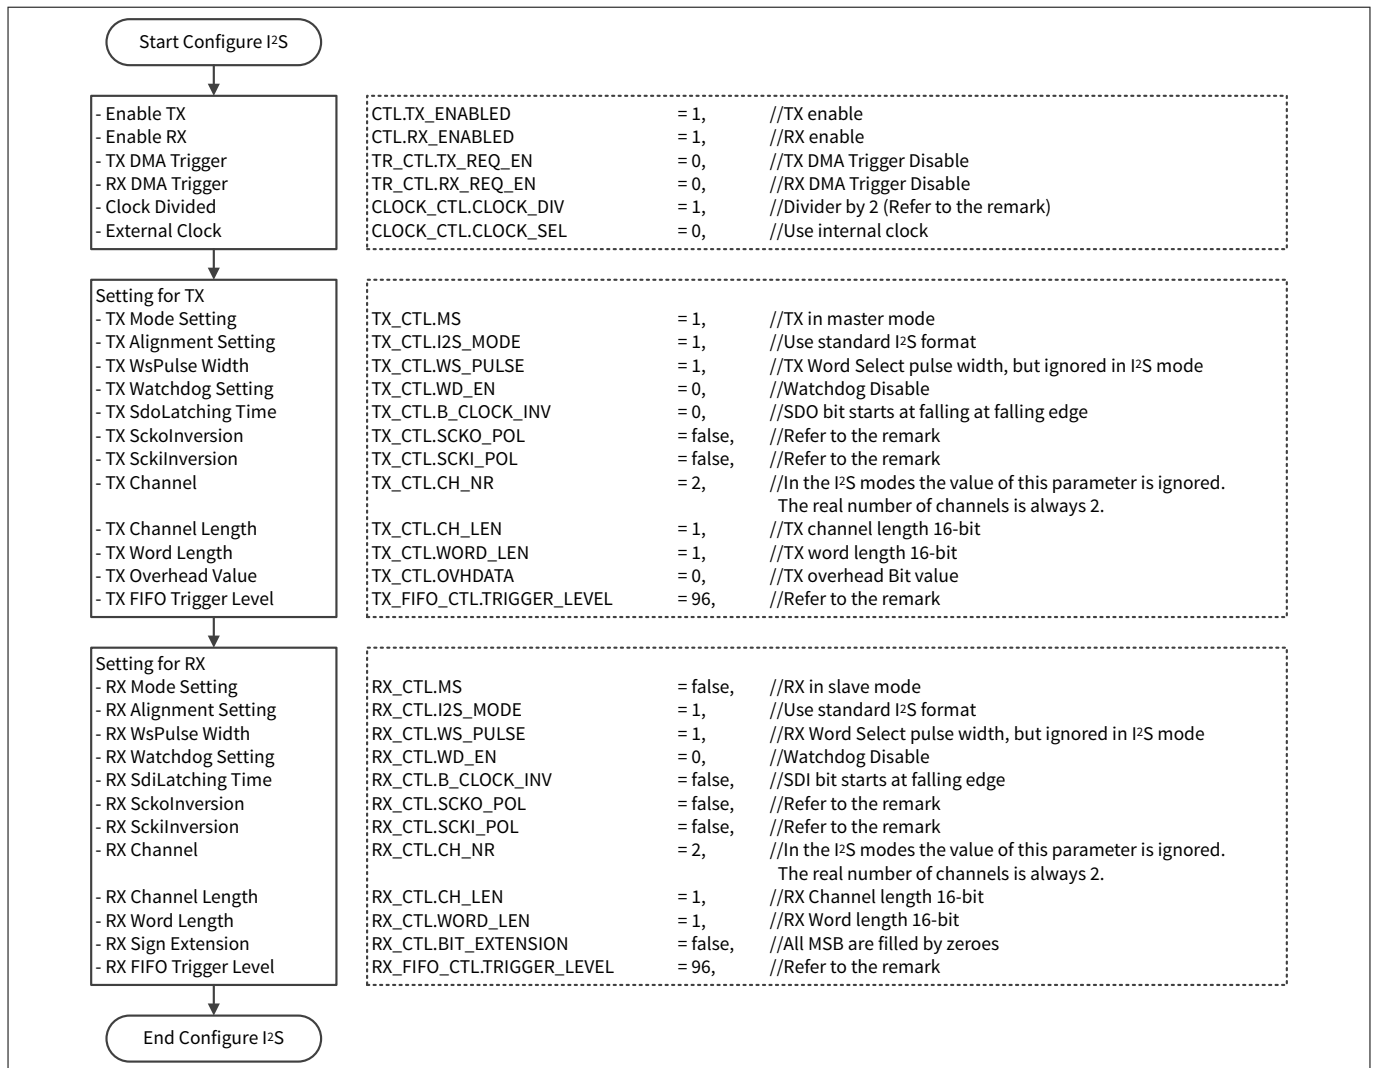 Start Configure I²S
- Enable TX CTL.TX_ENABLED = 1, //TX enable
- Enable RX CTL.RX_ENABLED = 1, //RX enable
- TX DMA Trigger TR_CTL.TX_REQ_EN = 0, //TX DMA Trigger Disable
- RX DMA Trigger TR_CTL.RX_REQ_EN = 0, //RX DMA Trigger Disable
- Clock Divided CLOCK_CTL.CLOCK_DIV = 1, //Divider by 2 (Refer to the remark)
- External Clock CLOCK_CTL.CLOCK_SEL = 0, //Use internal clock
Setting for TX
- TX Mode Setting TX_CTL.MS = 1, //TX in master mode
- TX Alignment Setting TX_CTL.I2S_MODE = 1, //Use standard I²S format
- TX WsPulse Width TX_CTL.WS_PULSE = 1, //TX Word Select pulse width, but ignored in I²S mode
- TX Watchdog Setting TX_CTL.WD_EN = 0, //Watchdog Disable
- TX SdoLatching Time TX_CTL.B_CLOCK_INV = 0, //SDO bit starts at falling at falling edge
- TX SckoInversion TX_CTL.SCKO_POL = false, //Refer to the remark
- TX SckiInversion TX_CTL.SCKI_POL = false, //Refer to the remark
- TX Channel TX_CTL.CH_NR = 2, //In the I²S modes the value of this parameter is ignored.
The real number of channels is always 2.
- TX Channel Length TX_CTL.CH_LEN = 1, //TX channel length 16-bit
- TX Word Length TX_CTL.WORD_LEN = 1, //TX word length 16-bit
- TX Overhead Value TX_CTL.OVHDATA = 0, //TX overhead Bit value
- TX FIFO Trigger Level TX_FIFO_CTL.TRIGGER_LEVEL = 96, //Refer to the remark
Setting for RX
- RX Mode Setting RX_CTL.MS = false, //RX in slave mode
- RX Alignment Setting RX_CTL.I2S_MODE = 1, //Use standard I²S format
- RX WsPulse Width RX_CTL.WS_PULSE = 1, //RX Word Select pulse width, but ignored in I²S mode
- RX Watchdog Setting RX_CTL.WD_EN = 0, //Watchdog Disable
- RX SdiLatching Time RX_CTL.B_CLOCK_INV = false, //SDI bit starts at falling edge
- RX SckoInversion RX_CTL.SCKO_POL = false, //Refer to the remark
- RX SckiInversion RX_CTL.SCKI_POL = false, //Refer to the remark
- RX Channel RX_CTL.CH_NR = 2, //In the I²S modes the value of this parameter is ignored.
The real number of channels is always 2.
- RX Channel Length RX_CTL.CH_LEN = 1, //RX Channel length 16-bit
- RX Word Length RX_CTL.WORD_LEN = 1, //RX Word length 16-bit
- RX Sign Extension RX_CTL.BIT_EXTENSION = false, //All MSB are filled by zeroes
- RX FIFO Trigger Level RX_FIFO_CTL.TRIGGER_LEVEL = 96, //Refer to the remark
End Configure I²S